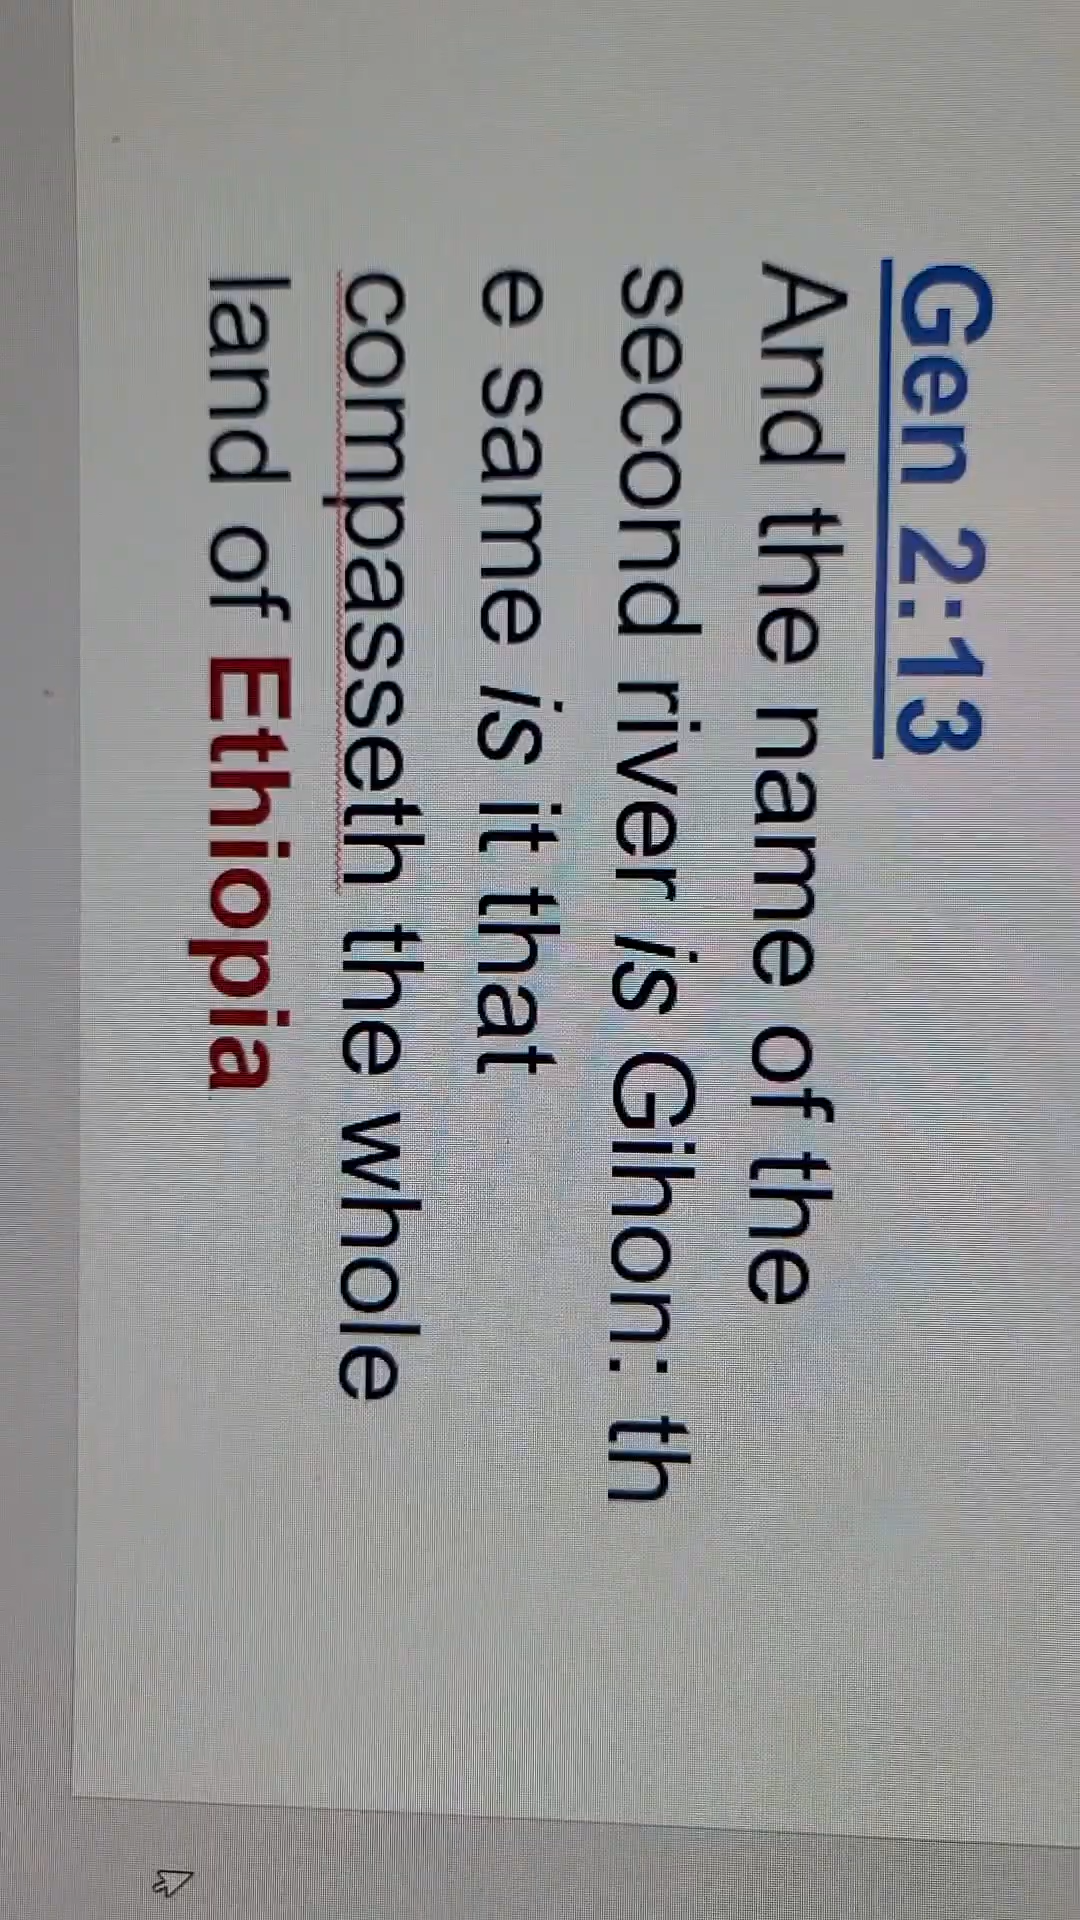 Gen 2:13
And the name of the
second river is Gihon: th
e same is it that
compasseth the whole
land of Ethiopia